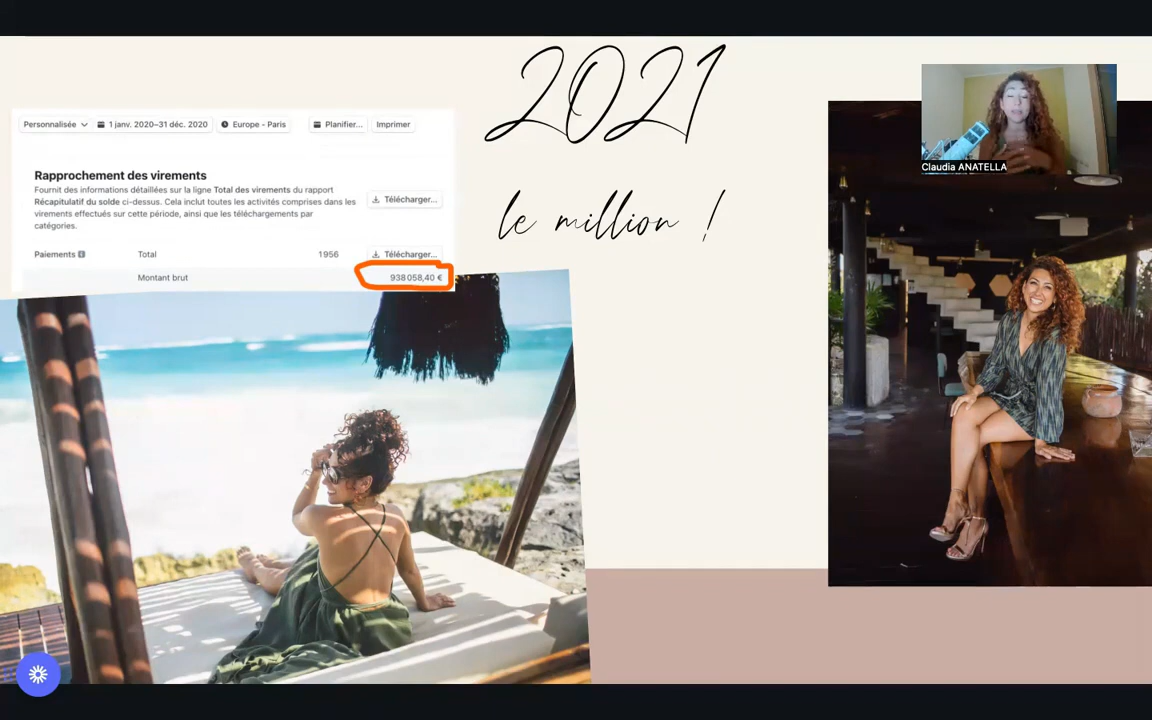 2021
le million !
Personnalisée
1 janv. 2020–31 déc. 2020
Europe - Paris
Planifier...
Imprimer
Rapprochement des virements
Fournit des informations détaillées sur la ligne Total des virements du rapport
Récapitulatif du solde ci-dessus. Cela inclut toutes les activités comprises dans les
virements effectués sur cette période, ainsi que les téléchargements par
catégories.
Télécharger...
Paiements Total 1956 Télécharger...
Montant brut 938 058,40 €
Claudia ANATELLA